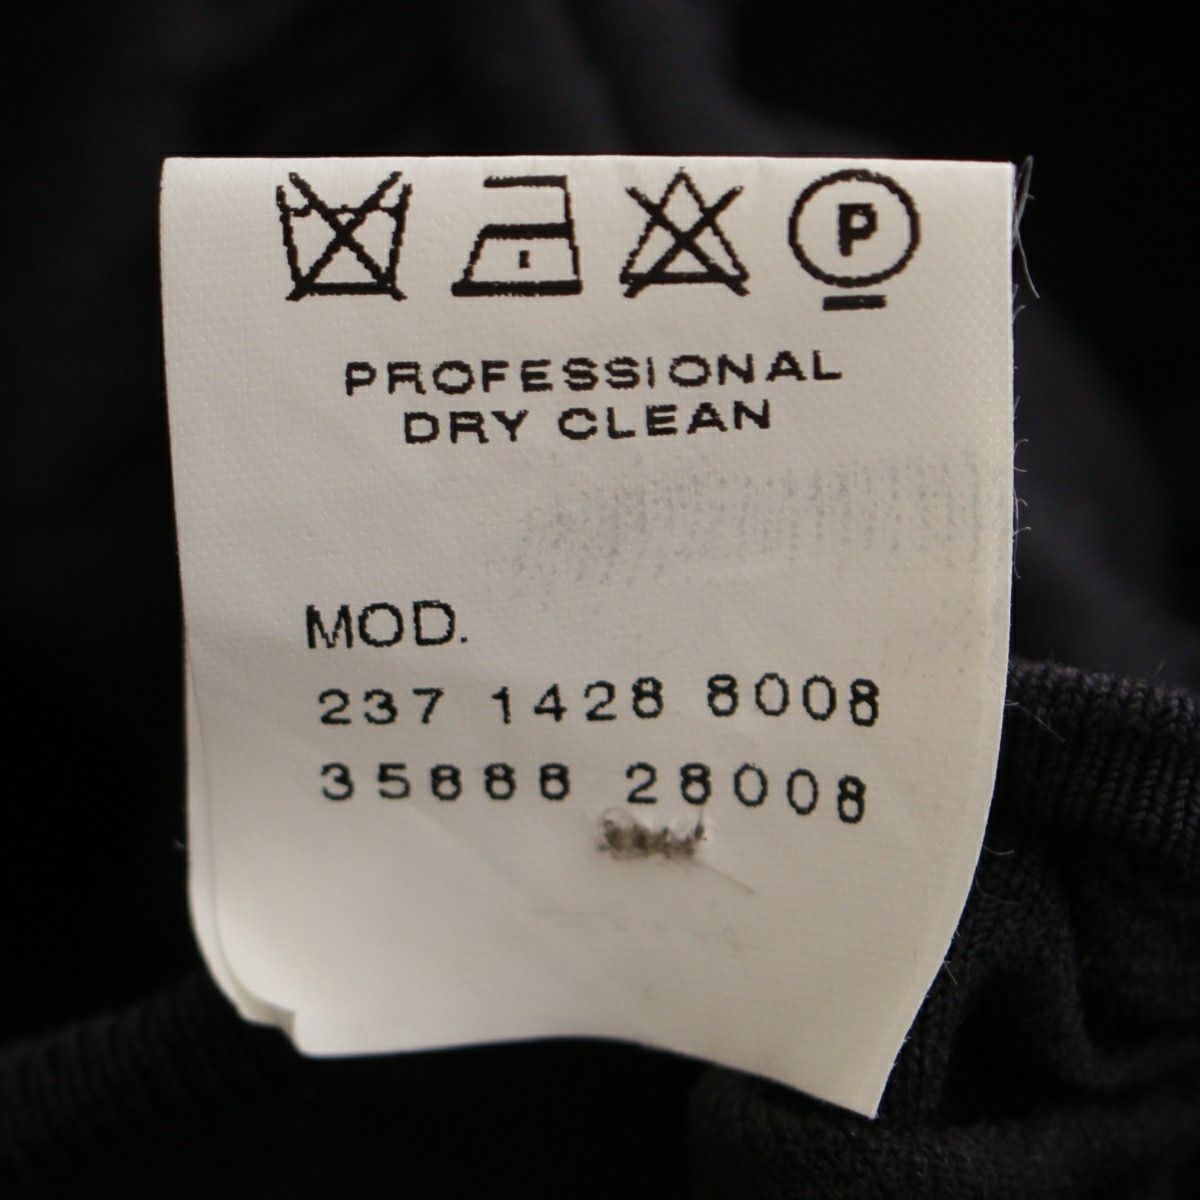 P
PROFESSIONAL
DRY CLEAN
MOD.
237 1428 8008
35888 28008